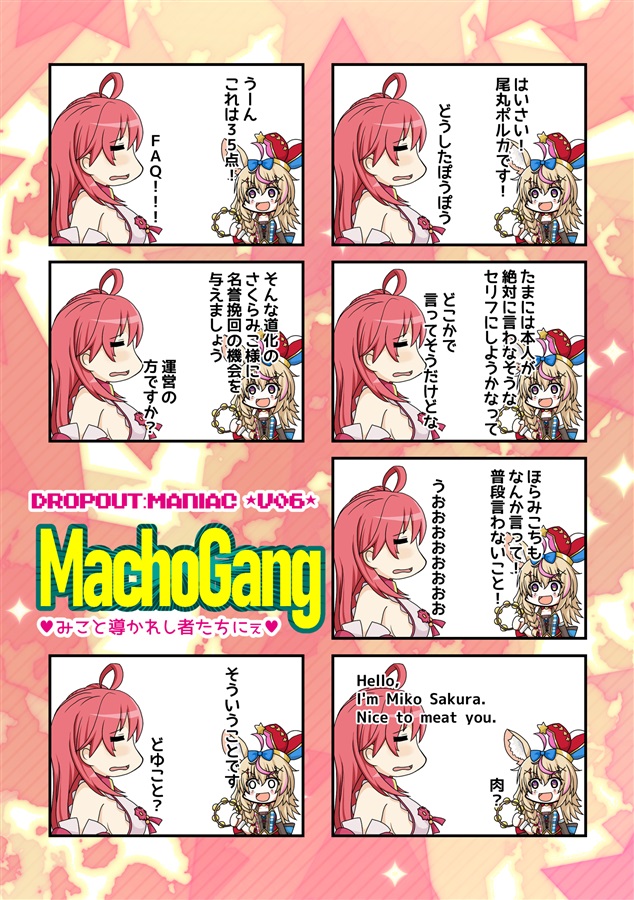 はいさい！
尾丸ポルカです！
どうしたぽうぽう
たまには本人が
絶対に言わなそうな
セリフにしようかなって
どこかで
言ってそうだけどな
ほらみこちも
なんか言って！！
普段言わないこと！
うおおおおおおお
Hello,
I'm Miko Sakura.
Nice to meat you.
肉？
うーん
これは35点！
ＦＡＱ！！！
そんな道化の
さくらみこ様に
名誉挽回の機会を
与えましょう
運営の
方ですか？
DROPOUT:MANIAC ★V06★
MachoGang
♥みこと導かれし者たちにぇ♥
そういうことです
どゆこと？